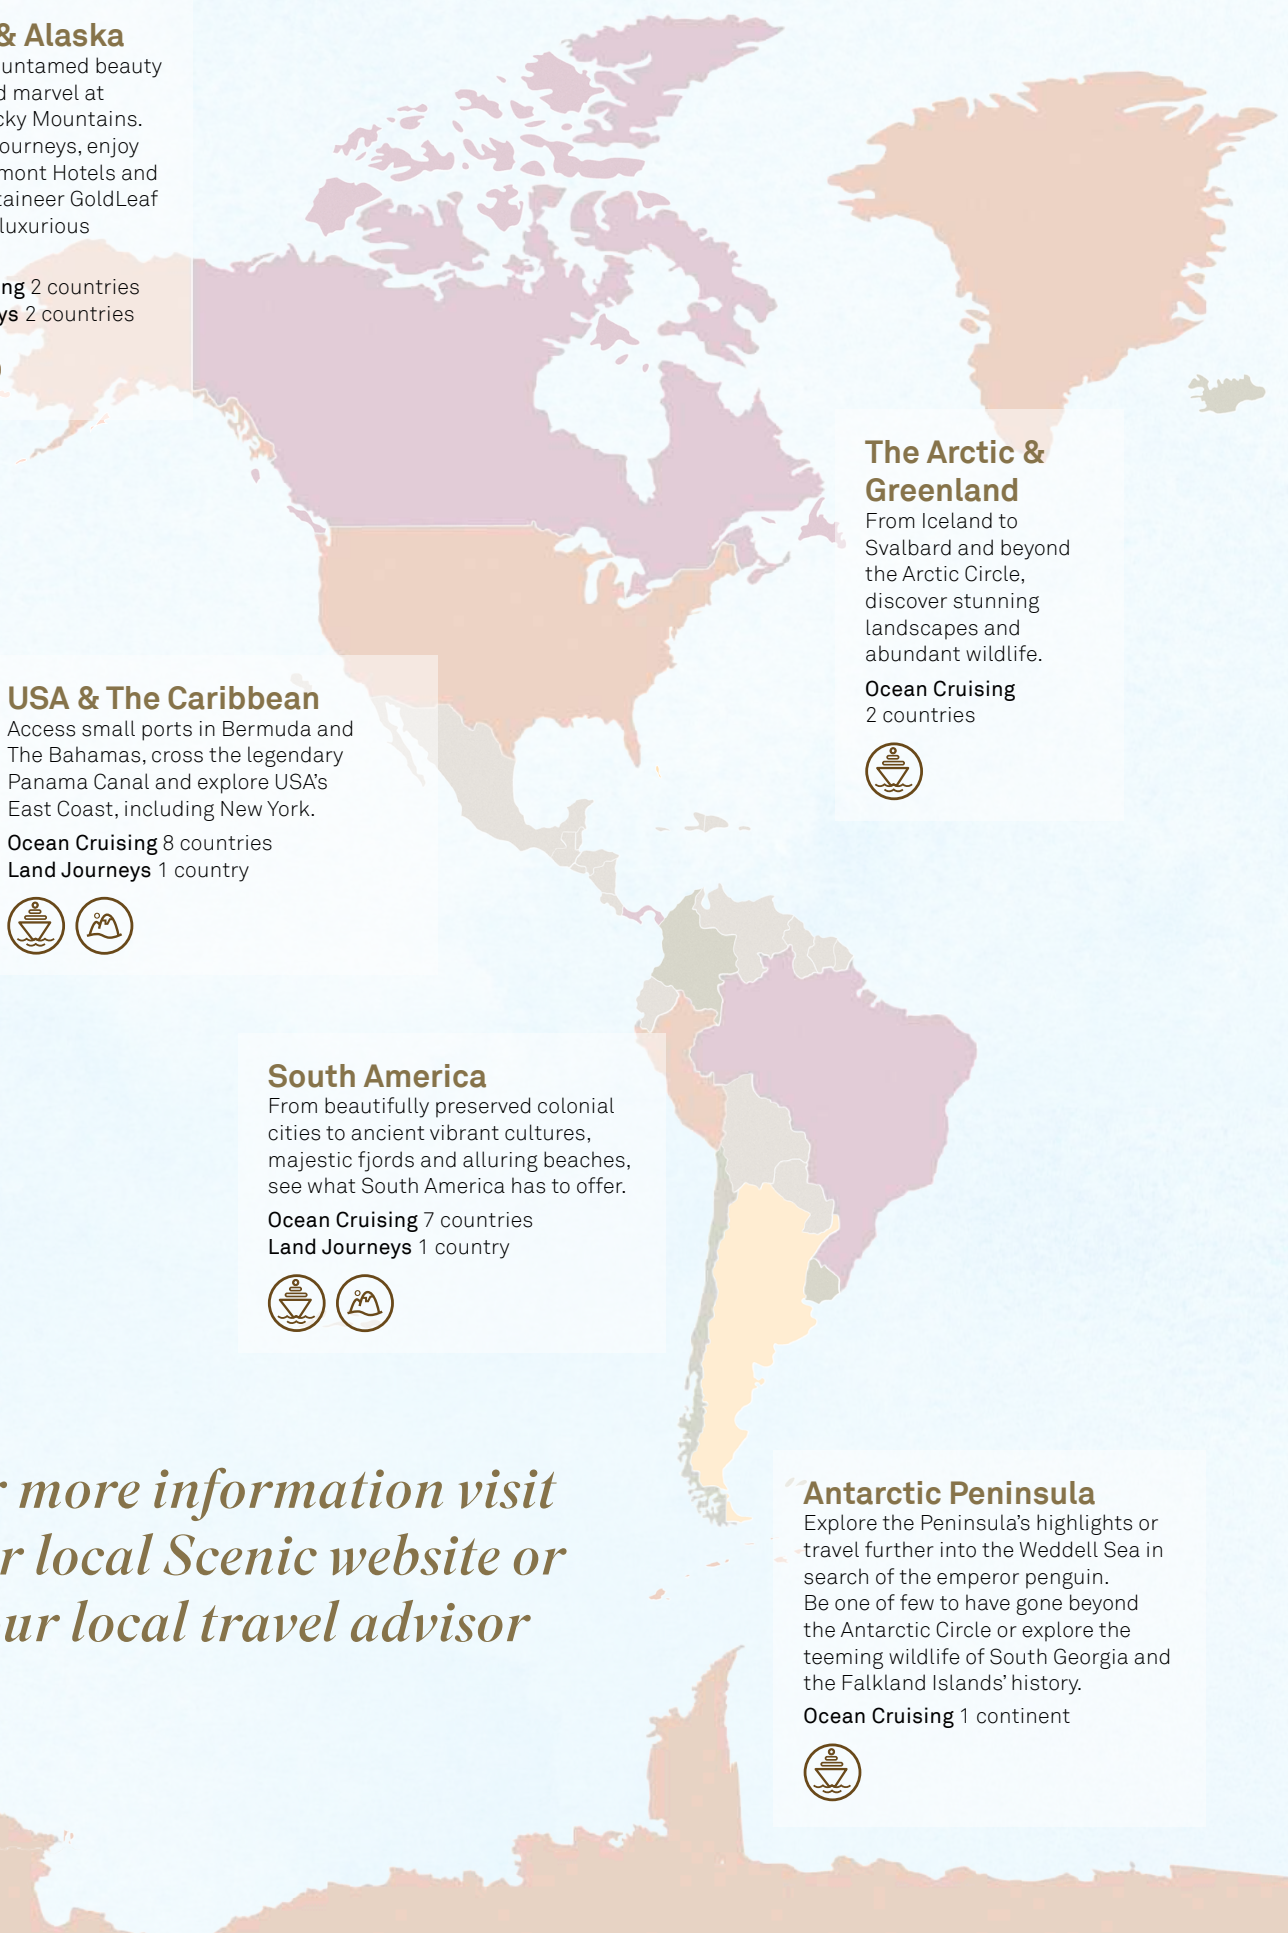 & Alaska
untamed beauty
d marvel at
cky Mountains.
ourneys, enjoy
mont Hotels and
taineer GoldLeaf
luxurious
ng 2 countries
ys 2 countries
The Arctic &
Greenland
From Iceland to
Svalbard and beyond
the Arctic Circle,
discover stunning
landscapes and
abundant wildlife.
Ocean Cruising
2 countries
USA & The Caribbean
Access small ports in Bermuda and
The Bahamas, cross the legendary
Panama Canal and explore USA's
East Coast, including New York.
Ocean Cruising 8 countries
Land Journeys 1 country
South America
From beautifully preserved colonial
cities to ancient vibrant cultures,
majestic fjords and alluring beaches,
see what South America has to offer.
Ocean Cruising 7 countries
Land Journeys 1 country
r more information visit
r local Scenic website or
ur local travel advisor
Antarctic Peninsula
Explore the Peninsula's highlights or
travel further into the Weddell Sea in
search of the emperor penguin.
Be one of few to have gone beyond
the Antarctic Circle or explore the
teeming wildlife of South Georgia and
the Falkland Islands' history.
Ocean Cruising 1 continent